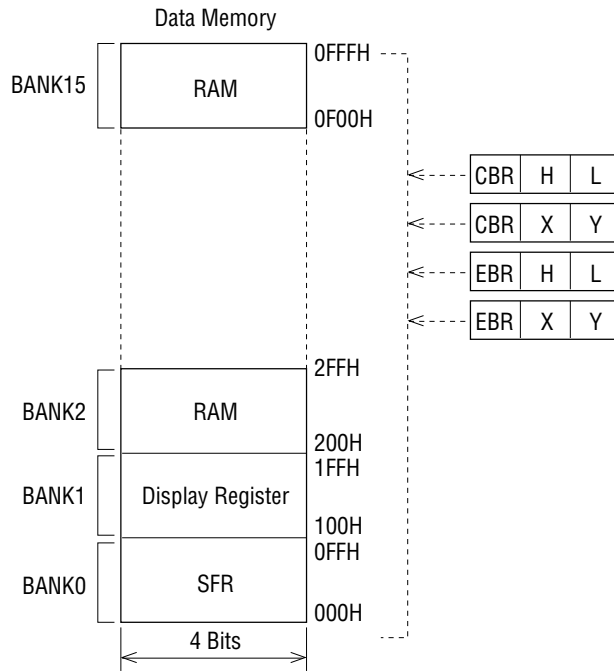 Data Memory
BANK15
RAM
0FFFH
0F00H
CBR H L
CBR X Y
EBR H L
EBR X Y
BANK2
RAM
2FFH
200H
BANK1
Display Register
1FFH
100H
BANK0
SFR
0FFH
000H
4 Bits